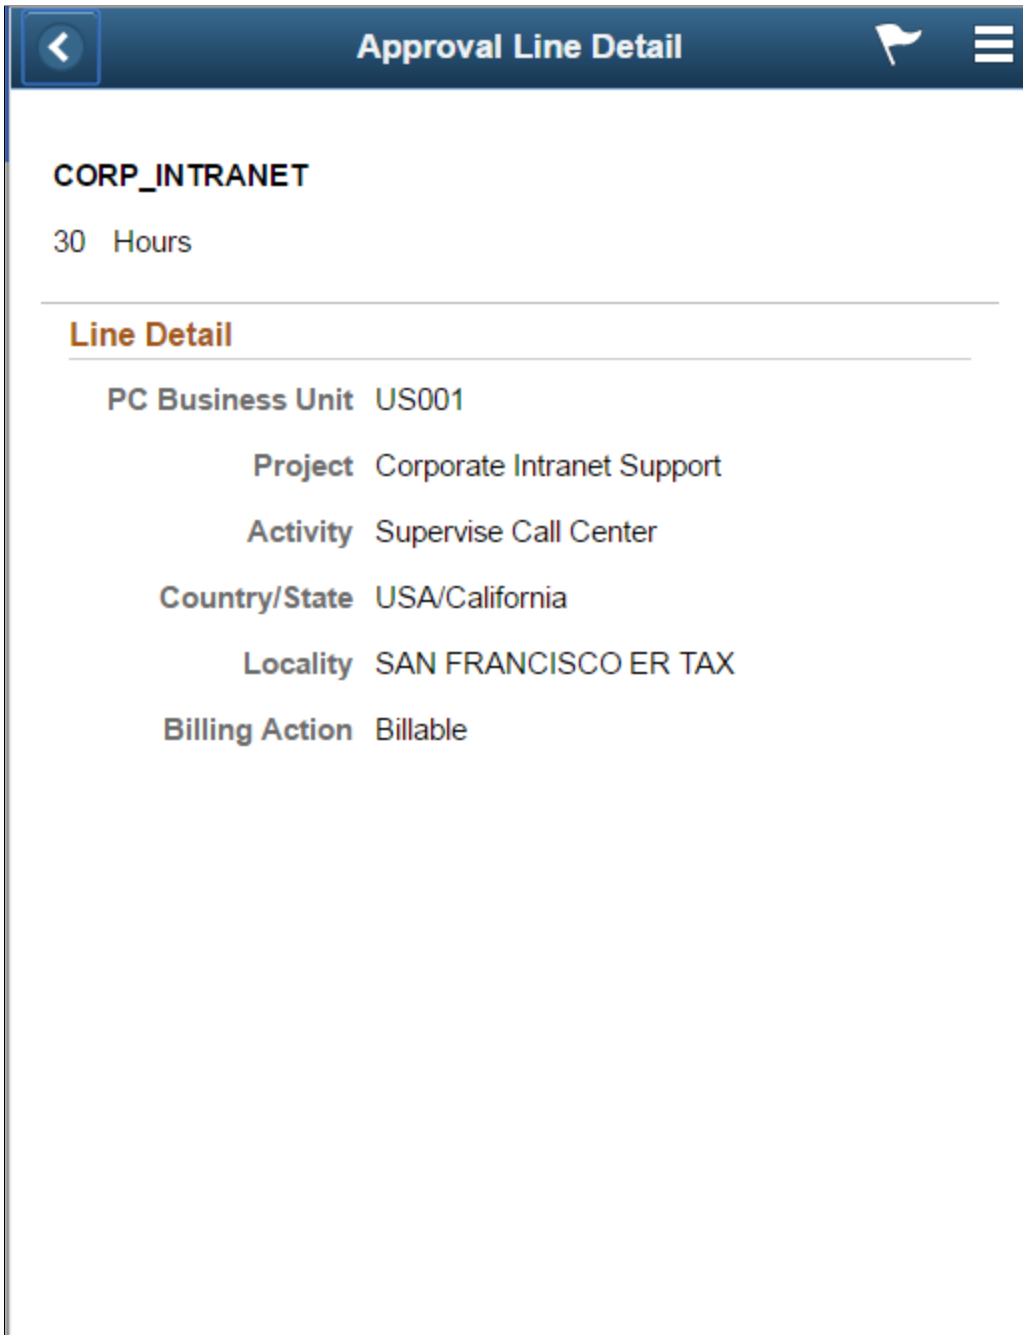 Approval Line Detail
CORP_INTRANET
30 Hours
Line Detail
PC Business Unit US001
Project Corporate Intranet Support
Activity Supervise Call Center
Country/State USA/California
Locality SAN FRANCISCO ER TAX
Billing Action Billable